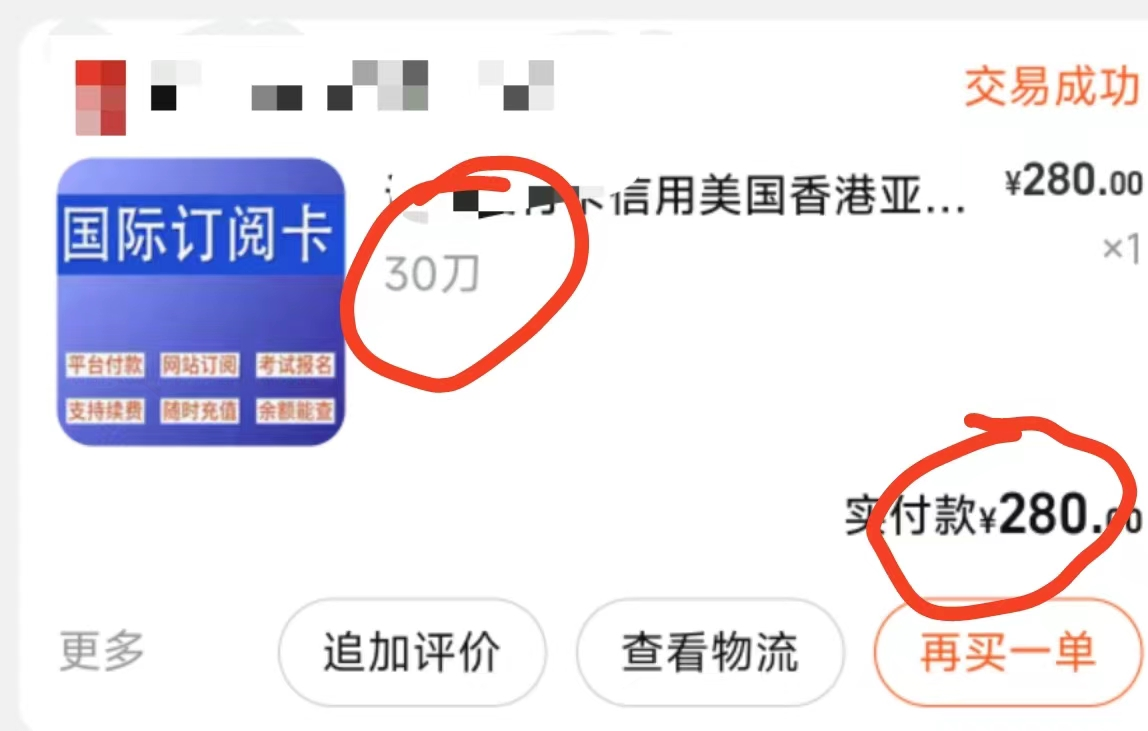 交易成功
国际订阅卡
平台付款 网站订阅 考试报名
支持续费 随时充值 余额能查
信用美国香港亚...
¥280.00
30刀
×1
实付款¥280.00
更多
追加评价
查看物流
再买一单